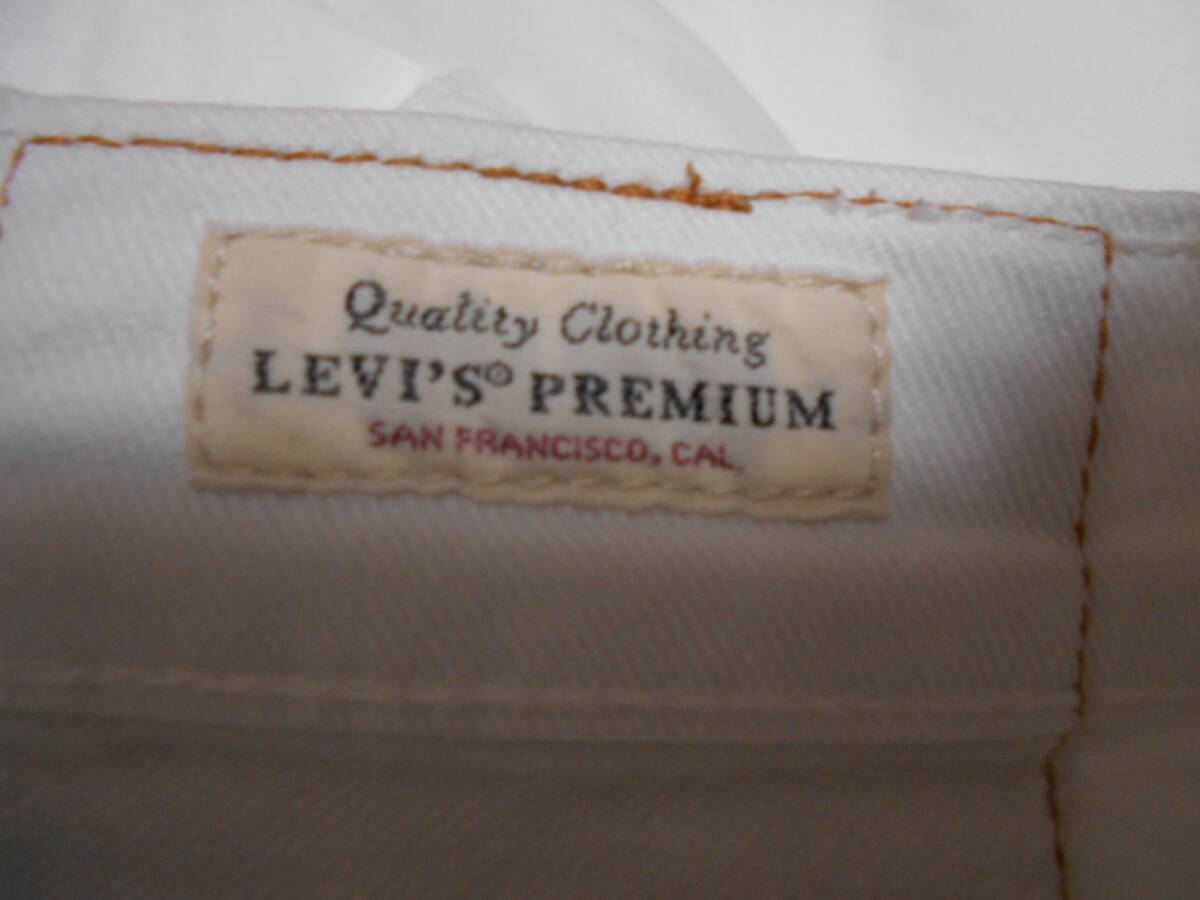 Quality Clothing
LEVI'S® PREMIUM
SAN FRANCISCO, CAL.